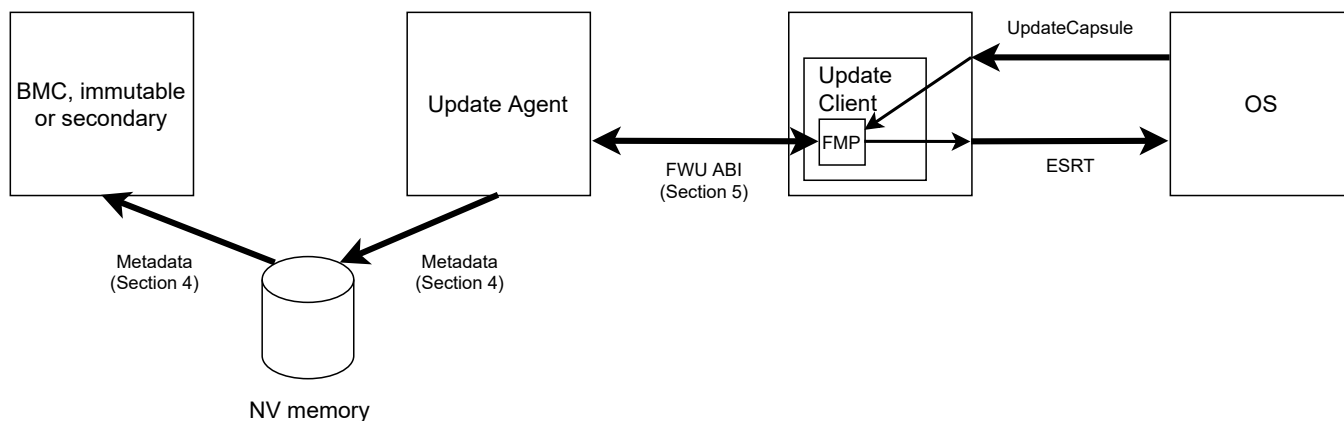 BMC, immutable
or secondary
Update Agent
Update
Client
FMP
OS
UpdateCapsule
FWU ABI
(Section 5)
ESRT
Metadata
(Section 4)
Metadata
(Section 4)
NV memory